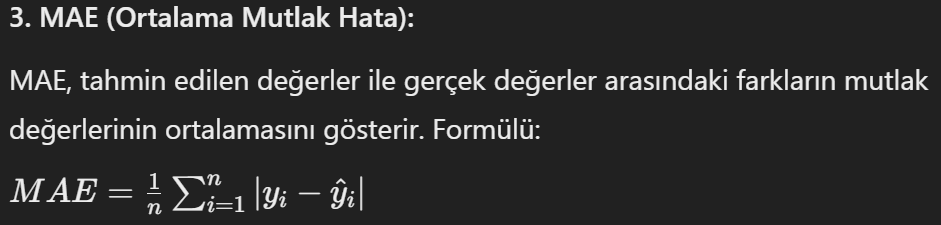 3. MAE (Ortalama Mutlak Hata):
MAE, tahmin edilen değerler ile gerçek değerler arasındaki farkların mutlak
değerlerinin ortalamasını gösterir. Formülü:
MAE = \frac{1}{n} \sum_{i=1}^{n} |y_i - \hat{y}_i|